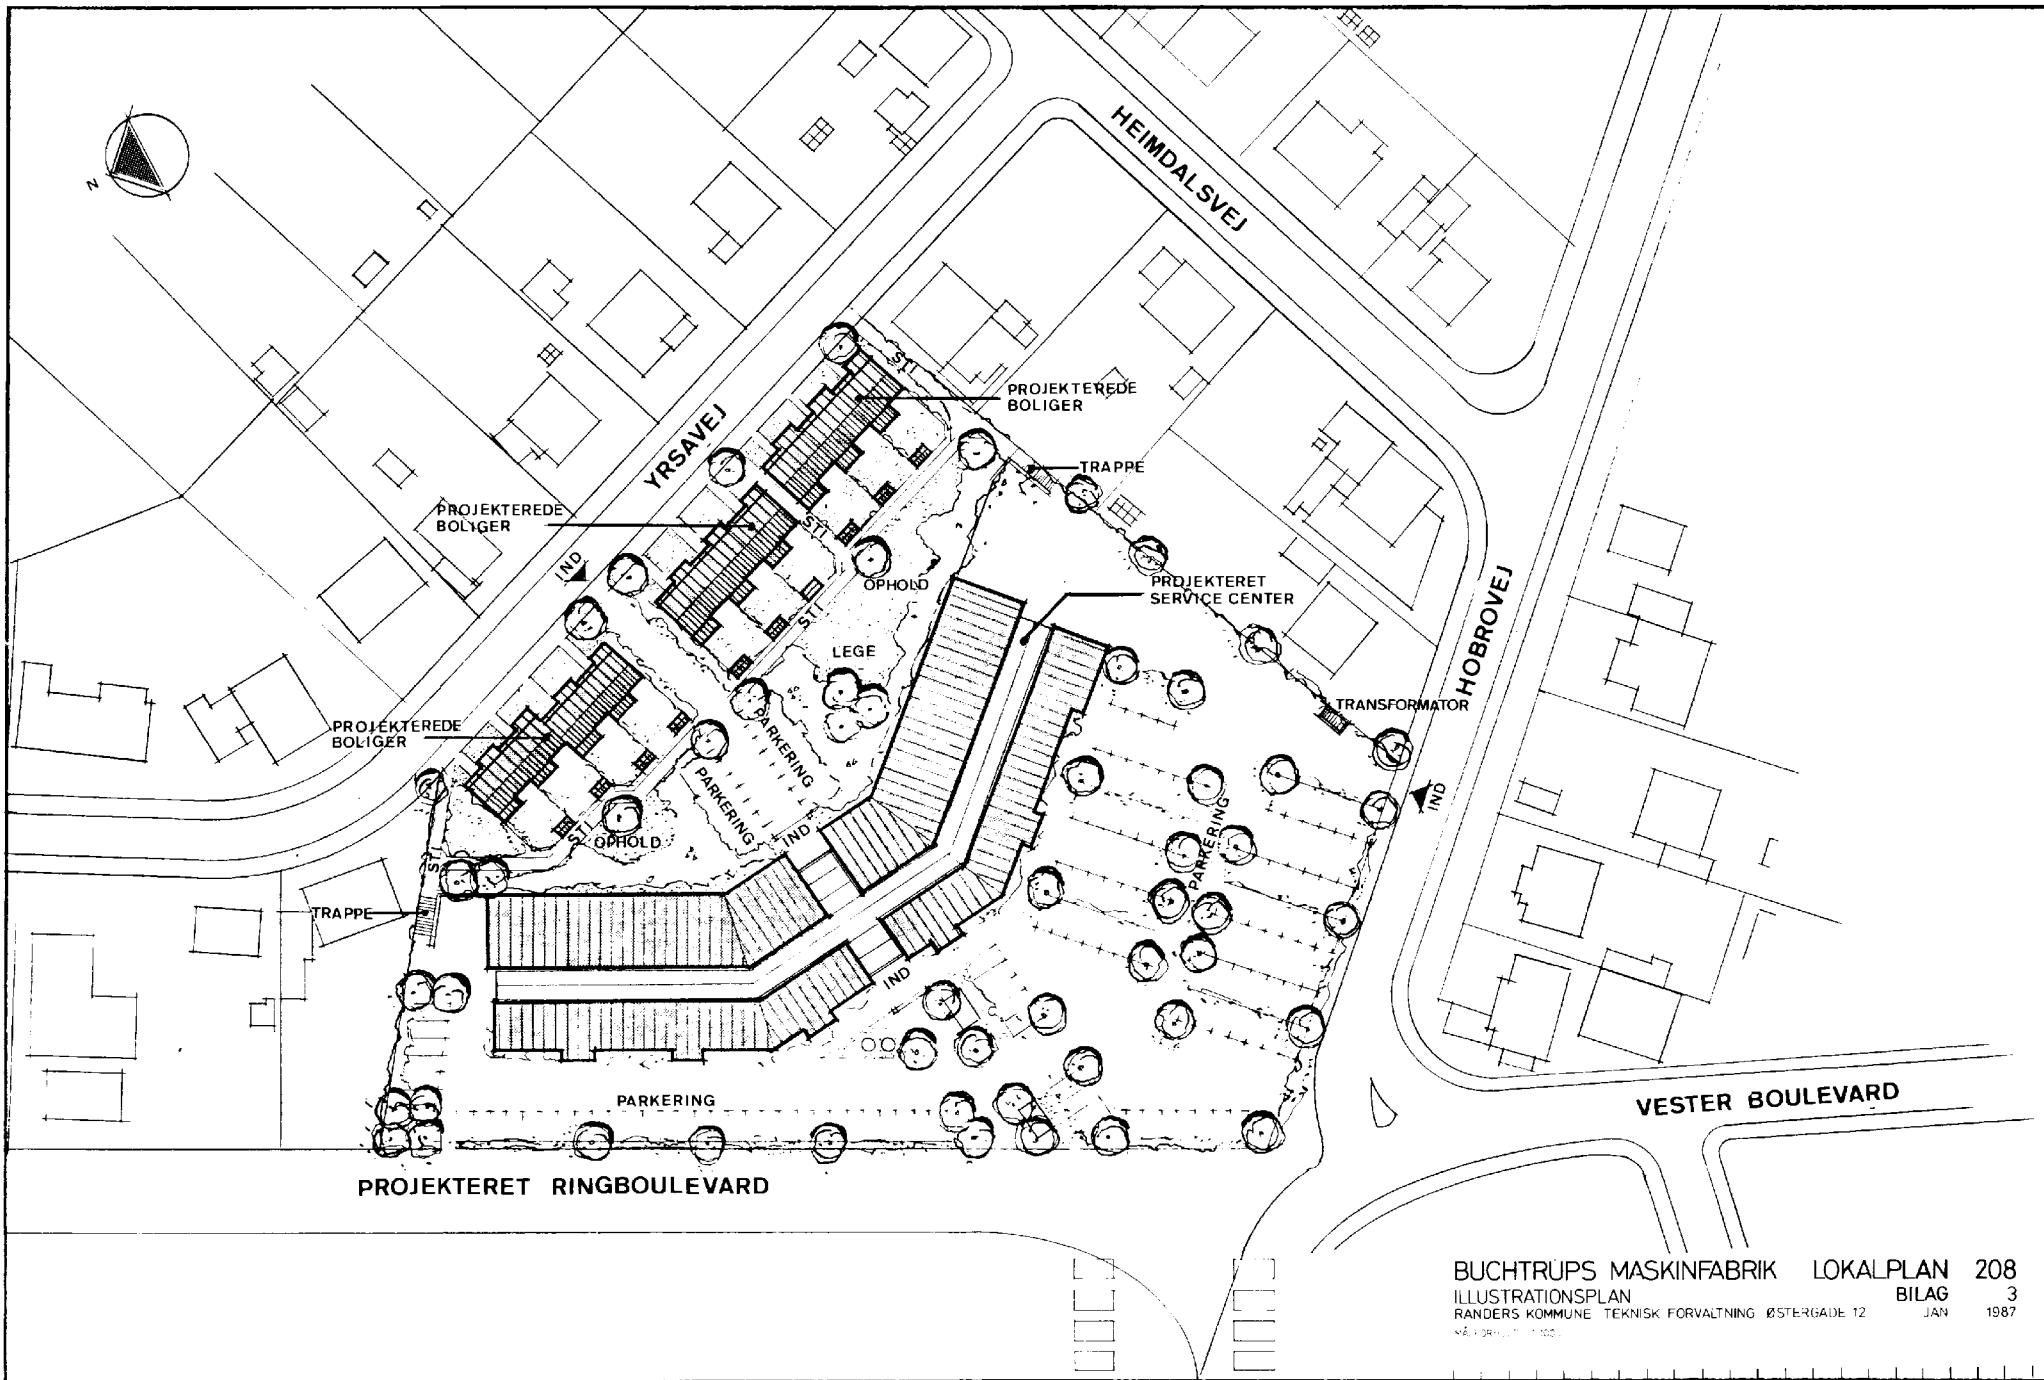 N
HEIMDALSVEJ
STI
PROJEKTEREDE
BOLIGER
YRSAVEJ
TRAPPE
PROJEKTEREDE
BOLIGER
STI
IND
OPHOLD
PROJEKTERET
SERVICE CENTER
STI
LEGE
HOBROVEJ
TRANSFORMATOR
PROJEKTEREDE
BOLIGER
PARKERING
PARKERING
IND
IND
PARKERING
STI
OPHOLD
STI
TRAPPE
IND
PARKERING
VESTER BOULEVARD
PROJEKTERET RINGBOULEVARD
BUCHTRUPS MASKINFABRIK LOKALPLAN 208
ILLUSTRATIONSPLAN BILAG 3
RANDERS KOMMUNE TEKNISK FORVALTNING ØSTERGADE 12 JAN 1987